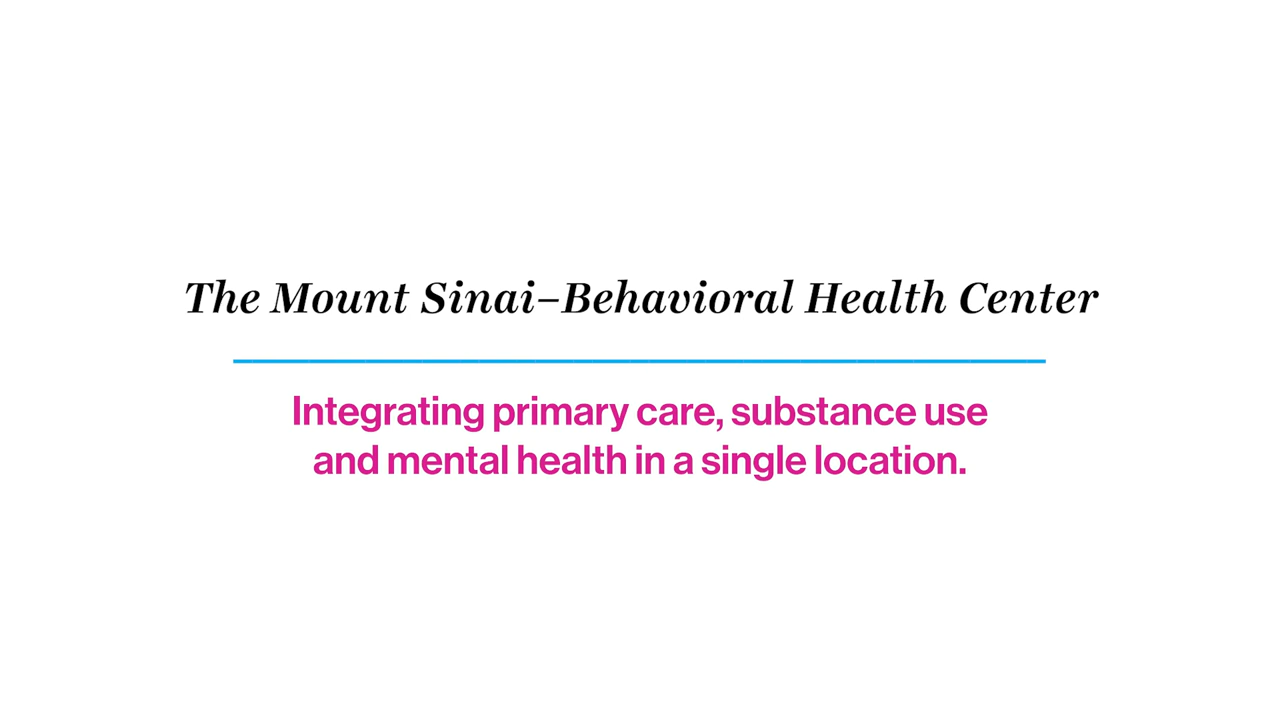 The Mount Sinai–Behavioral Health Center
Integrating primary care, substance use
and mental health in a single location.